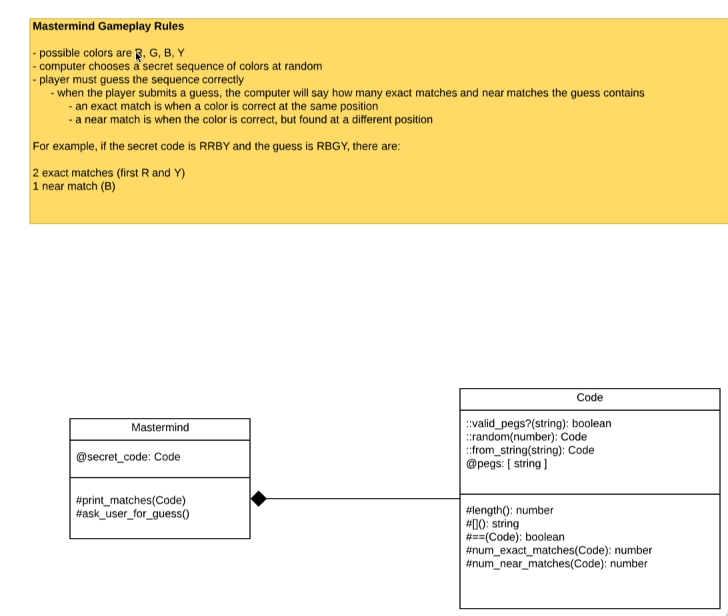 Mastermind Gameplay Rules
- possible colors are R, G, B, Y
- computer chooses a secret sequence of colors at random
- player must guess the sequence correctly
- when the player submits a guess, the computer will say how many exact matches and near matches the guess contains
- an exact match is when a color is correct at the same position
- a near match is when the color is correct, but found at a different position
For example, if the secret code is RRBY and the guess is RBGY, there are:
2 exact matches (first R and Y)
1 near match (B)
Mastermind
@secret_code: Code
#print_matches(Code)
#ask_user_for_guess()
Code
::valid_pegs?(string): boolean
::random(number): Code
::from_string(string): Code
@pegs: [ string ]
#length(): number
#[](): string
#==(Code): boolean
#num_exact_matches(Code): number
#num_near_matches(Code): number